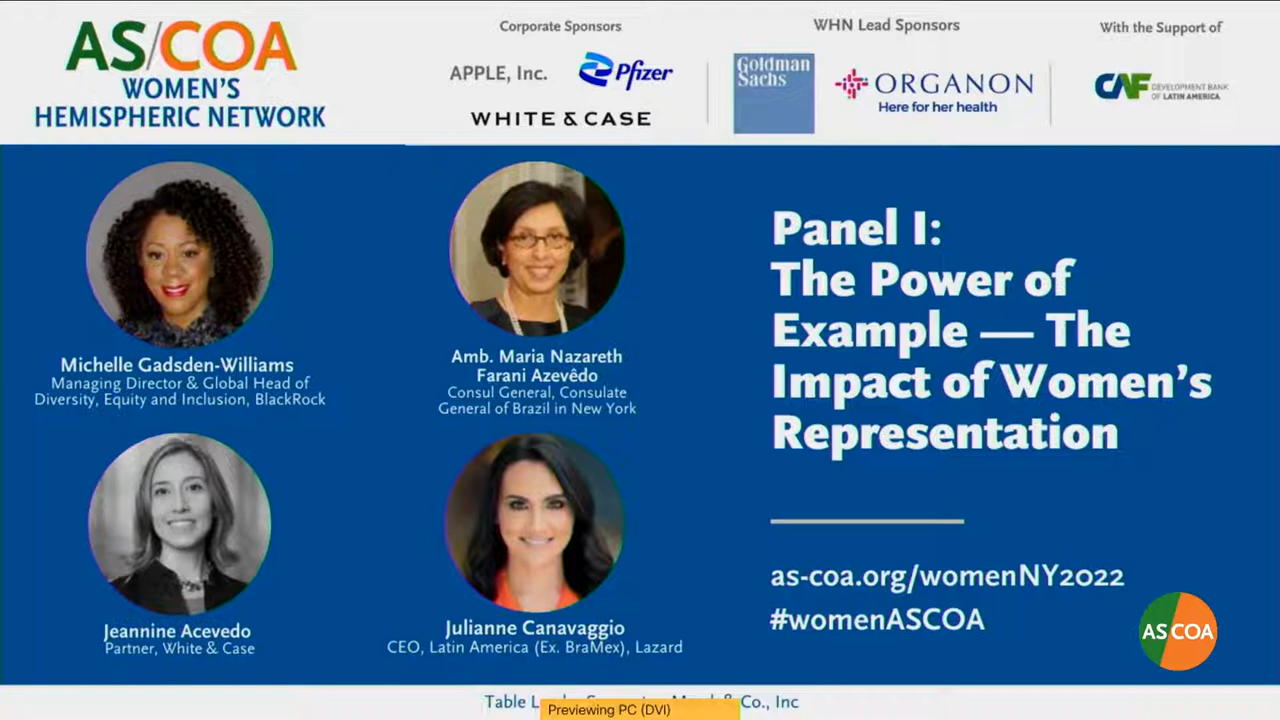 AS/COA
WOMEN'S
HEMISPHERIC NETWORK
Corporate Sponsors
APPLE, Inc.
Pfizer
WHITE & CASE
WHN Lead Sponsors
Goldman
Sachs
ORGANON
Here for her health
With the Support of
CAF
DEVELOPMENT BANK
OF LATIN AMERICA
Michelle Gadsden-Williams
Managing Director & Global Head of
Diversity, Equity and Inclusion, BlackRock
Amb. Maria Nazareth
Farani Azevêdo
Consul General, Consulate
General of Brazil in New York
Jeannine Acevedo
Partner, White & Case
Julianne Canavaggio
CEO, Latin America (Ex. BraMex), Lazard
Panel I:
The Power of
Example — The
Impact of Women's
Representation
as-coa.org/womenNY2022
#womenASCOA
AS COA
Table & Co., Inc
Previewing PC (DVI)